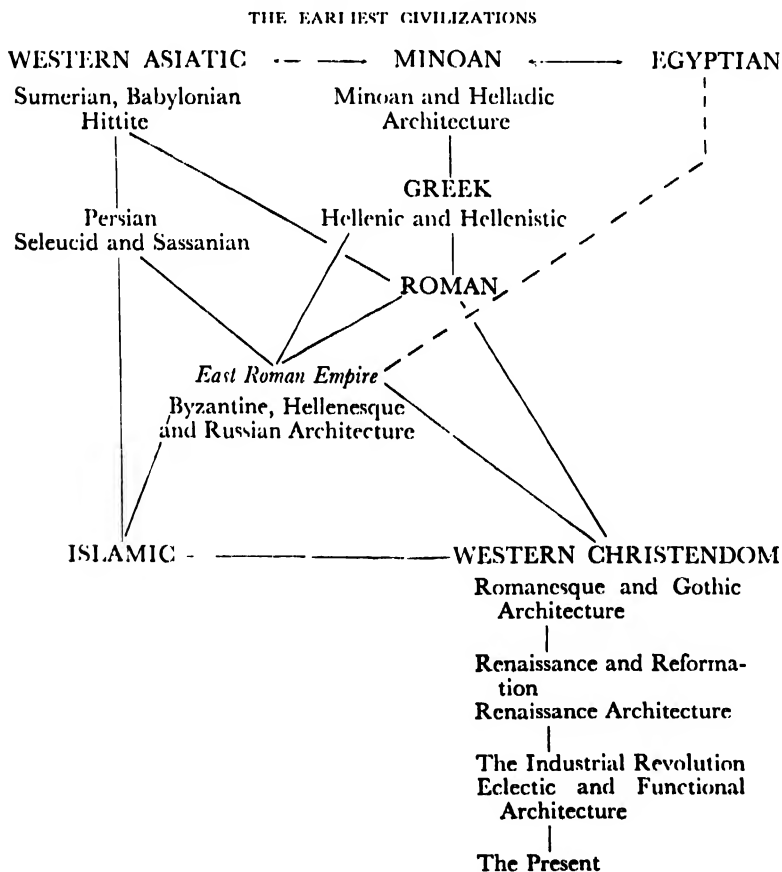 THE EARLIEST CIVILIZATIONS
WESTERN ASIATIC MINOAN EGYPTIAN
Sumerian, Babylonian
Hittite
Minoan and Helladic
Architecture
GREEK
Hellenic and Hellenistic
Persian
Seleucid and Sassanian
ROMAN
East Roman Empire
Byzantine, Hellenesque
and Russian Architecture
ISLAMIC WESTERN CHRISTENDOM
Romanesque and Gothic
Architecture
Renaissance and Reforma-
tion
Renaissance Architecture
The Industrial Revolution
Eclectic and Functional
Architecture
The Present